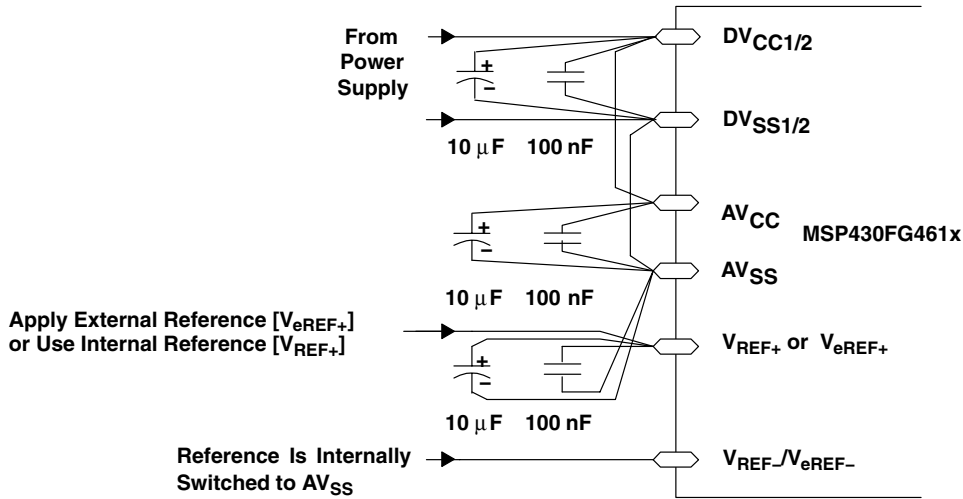 From
Power
Supply
+
−
10 μF 100 nF
DVCC1/2
DVSS1/2
+
−
10 μF 100 nF
AVCC
MSP430FG461x
AVSS
Apply External Reference [VeREF+]
or Use Internal Reference [VREF+]
+
−
10 μF 100 nF
VREF+ or VeREF+
Reference Is Internally
Switched to AVSS
VREF−/VeREF−